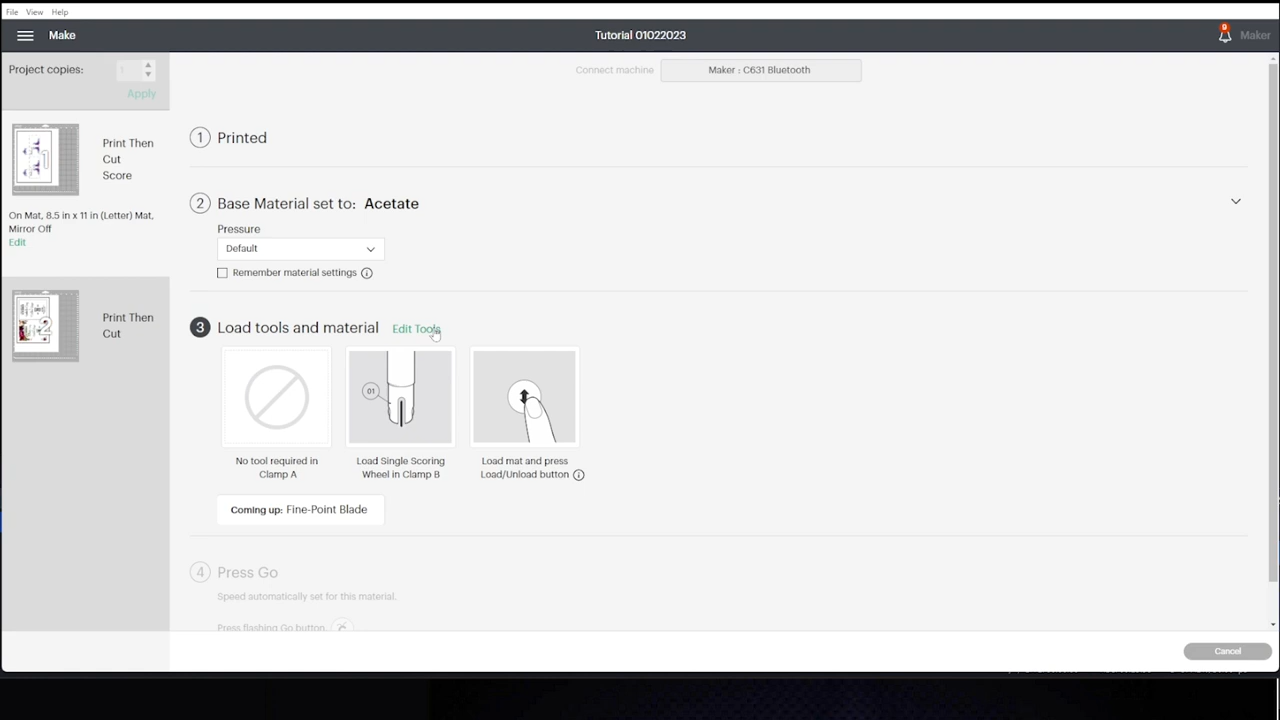 File View Help
Make
Tutorial 01022023
9
Maker
Project copies:
1
Apply
Connect machine
Maker : C631 Bluetooth
Print Then
Cut
Score
On Mat, 8.5 in x 11 in (Letter) Mat,
Mirror Off
Edit
2
Print Then
Cut
1 Printed
2 Base Material set to: Acetate
Pressure
Default
Remember material settings
3 Load tools and material Edit Tools
01
No tool required in
Clamp A
Load Single Scoring
Wheel in Clamp B
Load mat and press
Load/Unload button
Coming up: Fine-Point Blade
4 Press Go
Speed automatically set for this material.
Press flashing Go button
Cancel